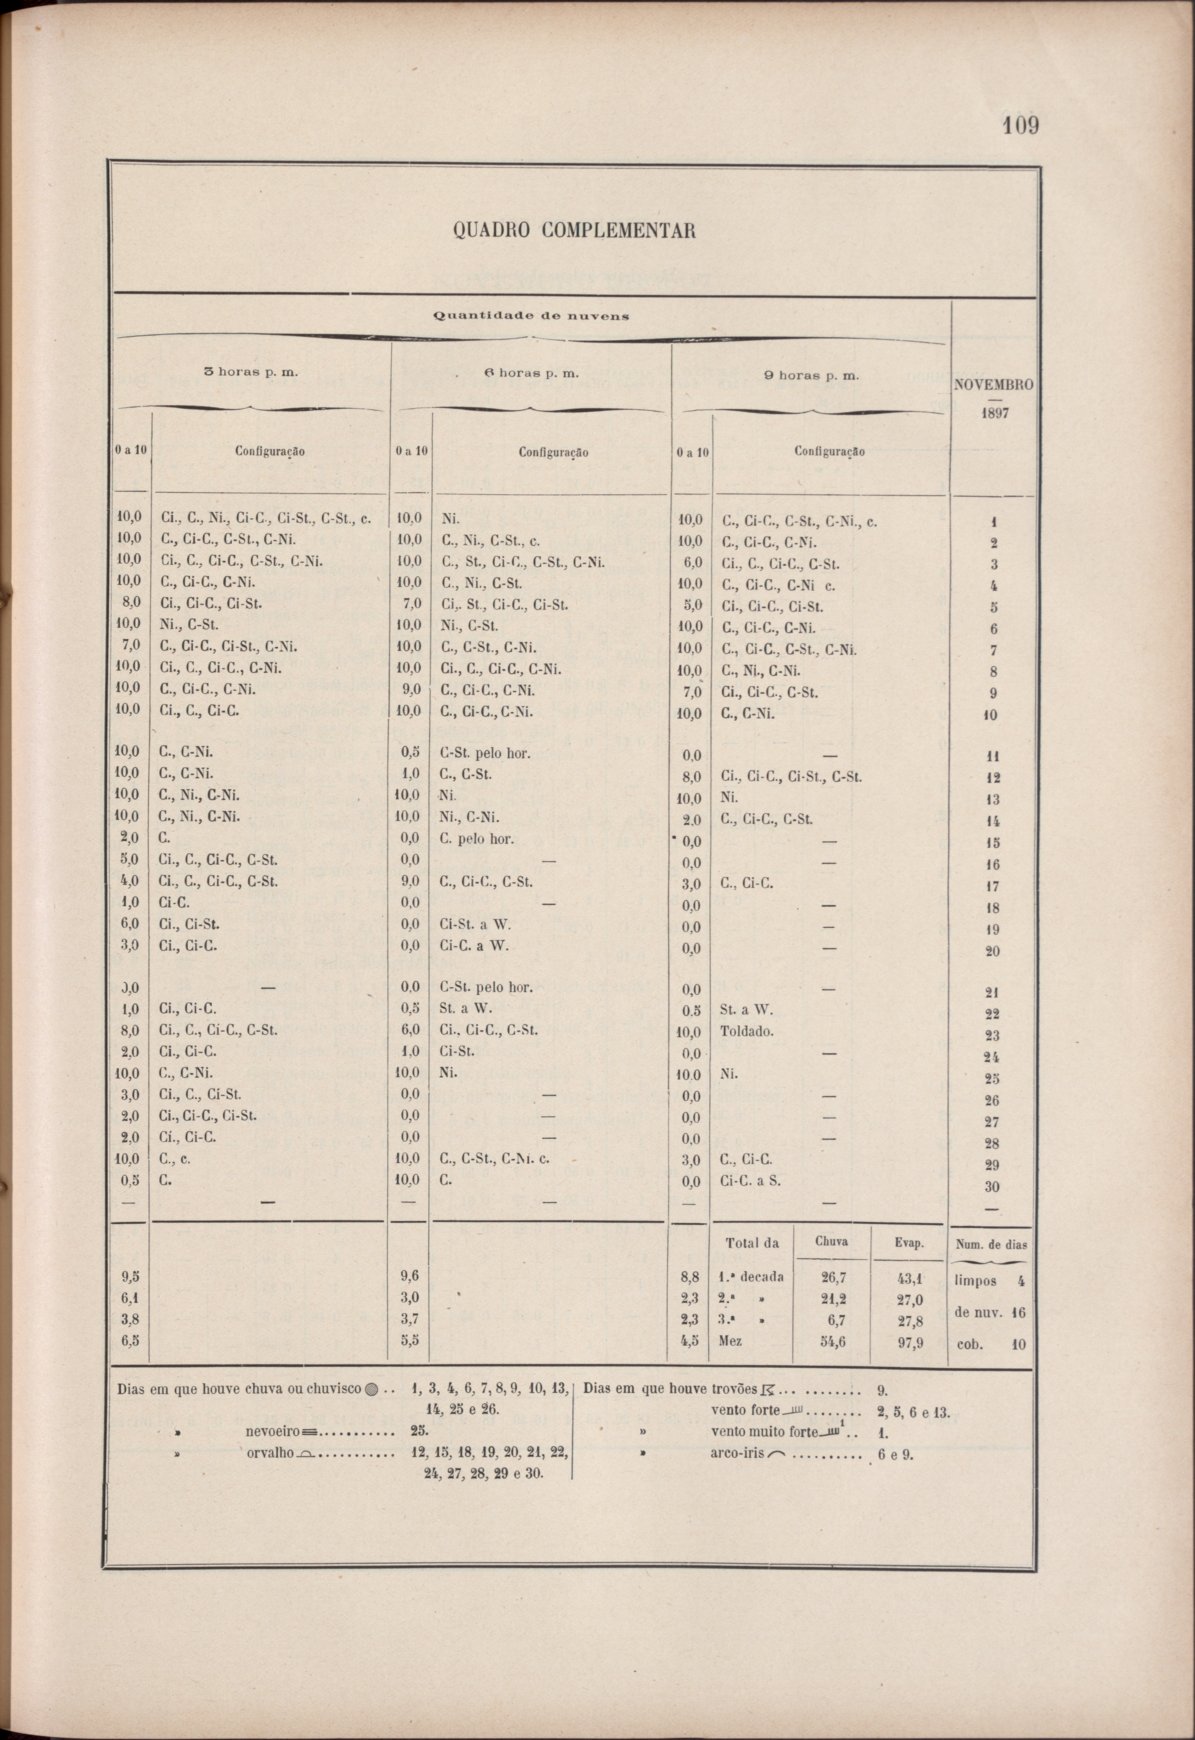 109
QUADRO COMPLEMENTAR
Quantidade de nuvens
3 horas p. m. 6 horas p. m. 9 horas p. m. NOVEMBRO
—
1897
0 a 10 Configuração 0 a 10 Configuração 0 a 10 Configuração
10,0 Ci., C., Ni., Ci-C., Ci-St., C-St., c. 10,0 Ni. 10,0 C., Ci-C., C-St., C-Ni., c. 1
10,0 C., Ci-C., C-St., C-Ni. 10,0 C., Ni., C-St., c. 10,0 C., Ci-C., C-Ni. 2
10,0 Ci., C., Ci-C., C-St., C-Ni. 10,0 C., St., Ci-C., C-St., C-Ni. 6,0 Ci., C., Ci-C., C-St. 3
10,0 C., Ci-C., C-Ni. 10,0 C., Ni., C-St. 10,0 C., Ci-C., C-Ni c. 4
8,0 Ci., Ci-C., Ci-St. 7,0 Ci,. St., Ci-C., Ci-St. 5,0 Ci., Ci-C., Ci-St. 5
10,0 Ni., C-St. 10,0 Ni., C-St. 10,0 C., Ci-C., C-Ni. 6
7,0 C., Ci-C., Ci-St., C-Ni. 10,0 C., C-St., C-Ni. 10,0 C., Ci-C., C-St., C-Ni. 7
10,0 Ci., C., Ci-C., C-Ni. 10,0 Ci., C., Ci-C., C-Ni. 10,0 C., Ni., C-Ni. 8
10,0 C., Ci-C., C-Ni. 9,0 C., Ci-C., C-Ni. 7,0 Ci., Ci-C., C-St. 9
10,0 Ci., C., Ci-C. 10,0 C., Ci-C., C-Ni. 10,0 C., C-Ni. 10
10,0 C., C-Ni. 0,5 C-St. pelo hor. 0,0 — 11
10,0 C., C-Ni. 1,0 C., C-St. 8,0 Ci., Ci-C., Ci-St., C-St. 12
10,0 C., Ni., C-Ni. 10,0 Ni. 10,0 Ni. 13
10,0 C., Ni., C-Ni. 10,0 Ni., C-Ni. 2,0 C., Ci-C., C-St. 14
2,0 C. 0,0 C. pelo hor. 0,0 — 15
5,0 Ci., C., Ci-C., C-St. 0,0 — 0,0 — 16
4,0 Ci., C., Ci-C., C-St. 9,0 C., Ci-C., C-St. 3,0 C., Ci-C. 17
1,0 Ci-C. 0,0 — 0,0 — 18
6,0 Ci., Ci-St. 0,0 Ci-St. a W. 0,0 — 19
3,0 Ci., Ci-C. 0,0 Ci-C. a W. 0,0 — 20
0,0 — 0,0 C-St. pelo hor. 0,0 — 21
1,0 Ci., Ci-C. 0,5 St. a W. 0,5 St. a W. 22
8,0 Ci., C., Ci-C., C-St. 6,0 Ci., Ci-C., C-St. 10,0 Toldado. 23
2,0 Ci., Ci-C. 1,0 Ci-St. 0,0 — 24
10,0 C., C-Ni. 10,0 Ni. 10,0 Ni. 25
3,0 Ci., C., Ci-St. 0,0 — 0,0 — 26
2,0 Ci., Ci-C., Ci-St. 0,0 — 0,0 — 27
2,0 Ci., Ci-C. 0,0 — 0,0 — 28
10,0 C., c. 10,0 C., C-St., C-Ni. c. 3,0 C., Ci-C. 29
0,5 C. 10,0 C. 0,0 Ci-C. a S. 30
— — — — — — —
Total da Chuva Evap. Num. de dias
9,5 9,6 8,8 1.ª decada 26,7 43,1 limpos 4
6,1 3,0 2,3 2.ª » 21,2 27,0
3,8 3,7 2,3 3.ª » 6,7 27,8 de nuv. 16
6,5 5,5 4,5 Mez 54,6 97,9 cob. 10
Dias em que houve chuva ou chuvisco .. 1, 3, 4, 6, 7, 8, 9, 10, 13, Dias em que houve trovões ... ........ 9.
14, 25 e 26. vento forte ........ 2, 5, 6 e 13.
» nevoeiro ........... 25. » vento muito forte 1.. 1.
» orvalho ........... 12, 15, 18, 19, 20, 21, 22, » arco-iris .......... 6 e 9.
24, 27, 28, 29 e 30.